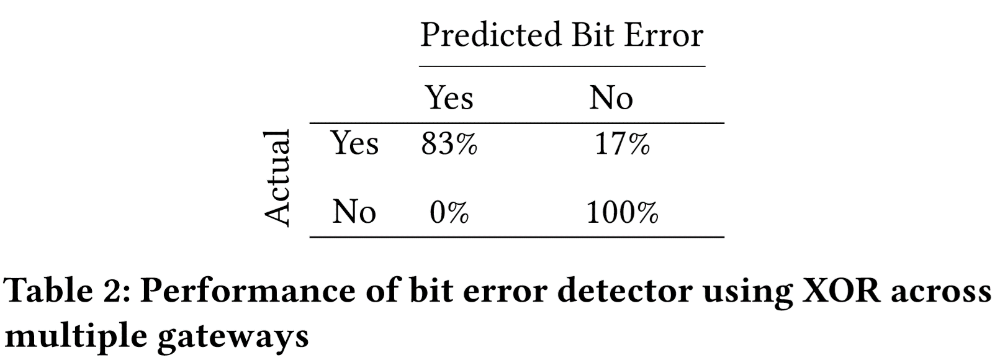 Predicted Bit Error
Yes No
Actual
Yes 83% 17%
No 0% 100%
Table 2: Performance of bit error detector using XOR across
multiple gateways